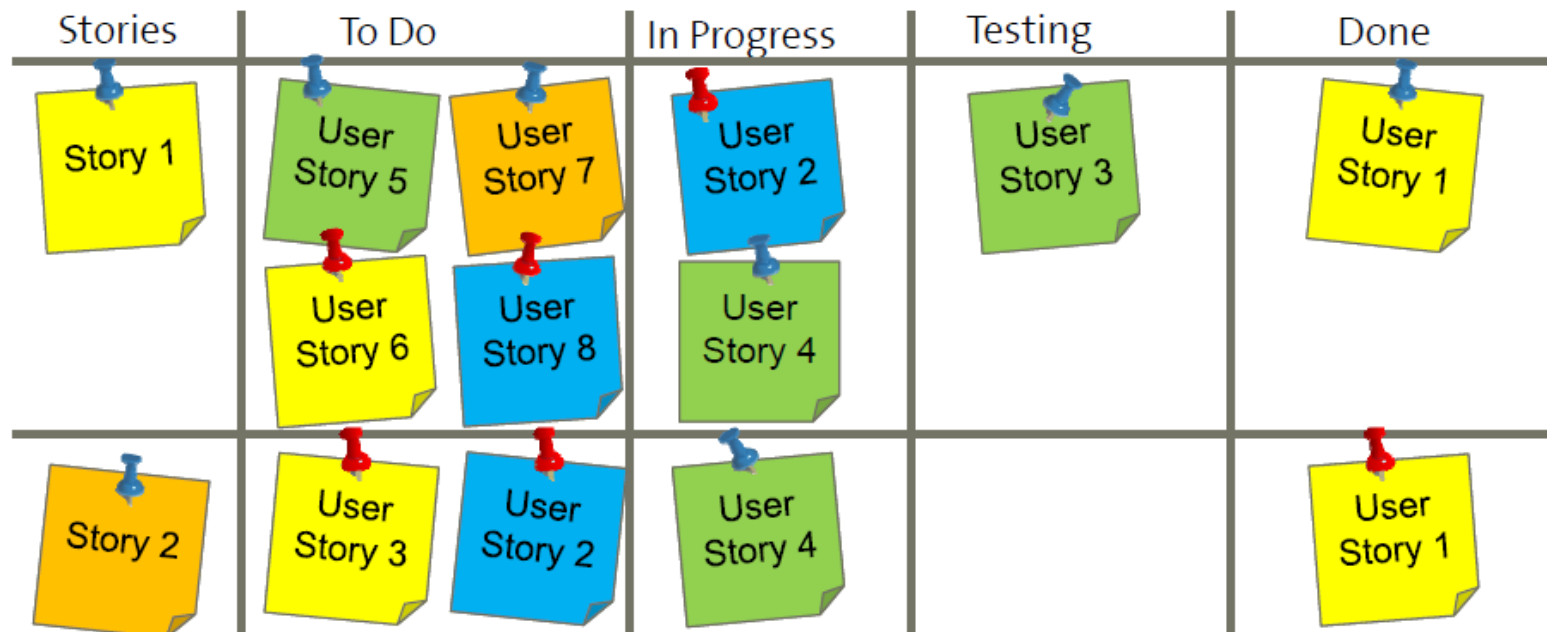 Stories
To Do
In Progress
Testing
Done
Story 1
User
Story 5
User
Story 7
User
Story 6
User
Story 8
User
Story 2
User
Story 4
User
Story 3
User
Story 1
Story 2
User
Story 3
User
Story 2
User
Story 4
User
Story 1